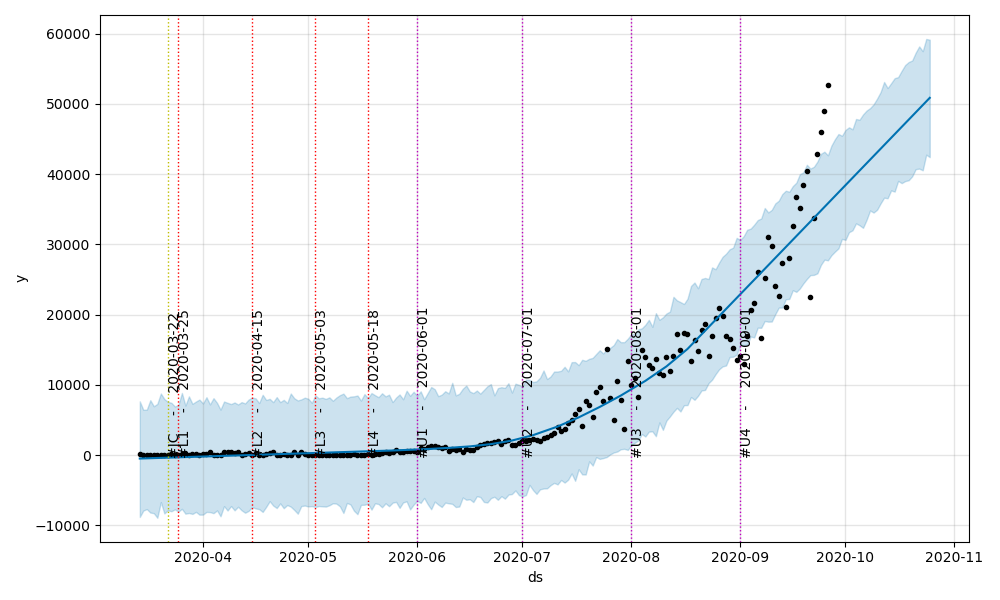 60000
50000
40000
30000
20000
10000
0
−10000
y
#JC - 2020-03-22
#L1 - 2020-03-25
#L2 - 2020-04-15
#L3 - 2020-05-03
#L4 - 2020-05-18
#U1 - 2020-06-01
#U2 - 2020-07-01
#U3 - 2020-08-01
#U4 - 2020-09-01
2020-04
2020-05
2020-06
2020-07
2020-08
2020-09
2020-10
2020-11
ds